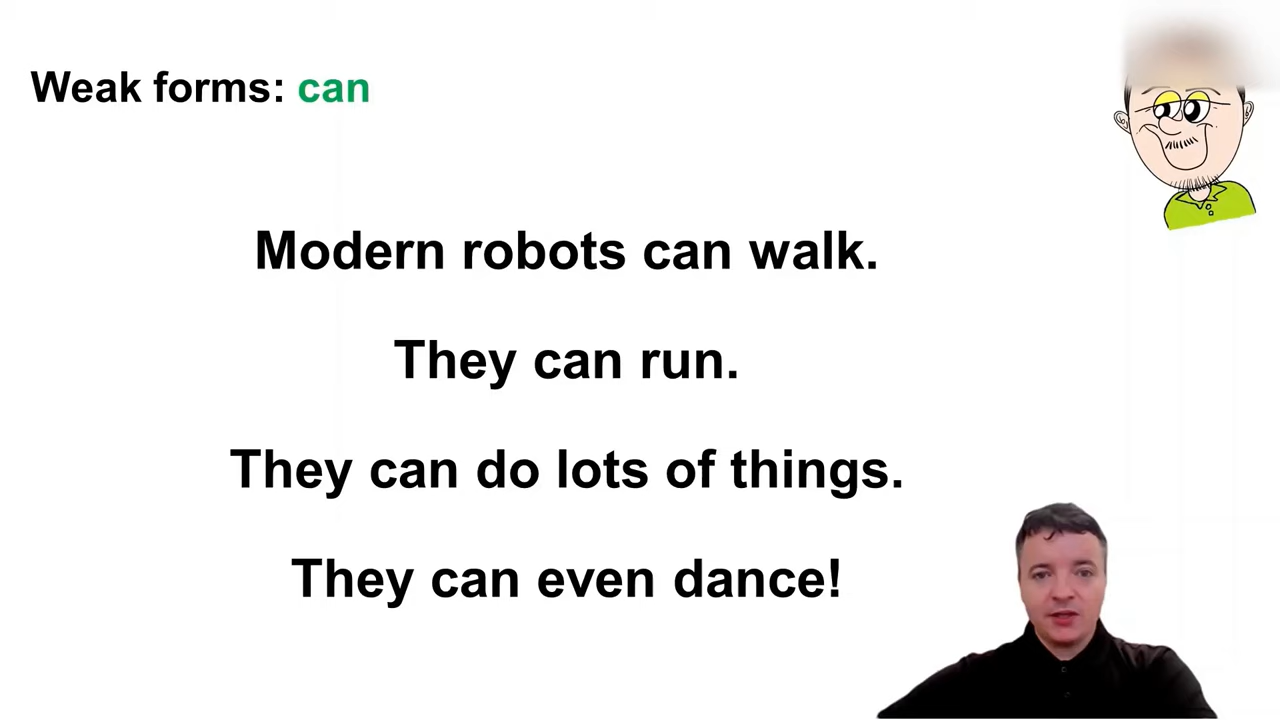 Weak forms: can
Modern robots can walk.
They can run.
They can do lots of things.
They can even dance!